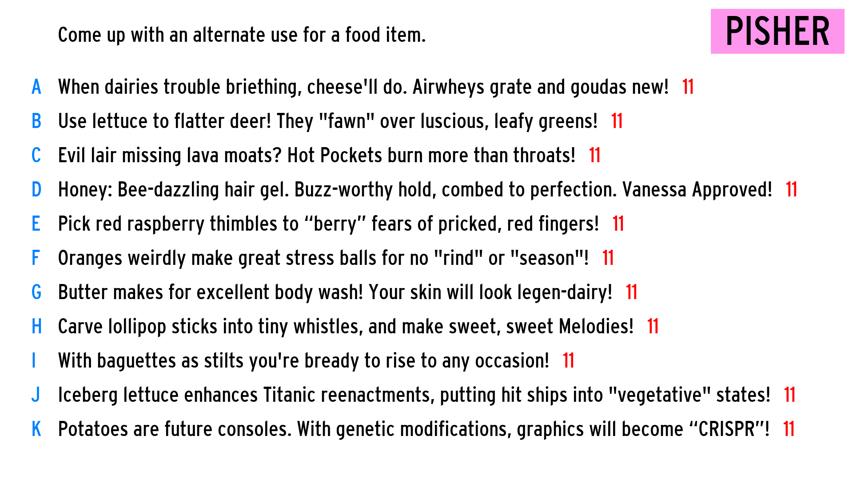 Come up with an alternate use for a food item.
PISHER
A When dairies trouble briething, cheese'll do. Airwheys grate and goudas new! 11
B Use lettuce to flatter deer! They "fawn" over luscious, leafy greens! 11
C Evil lair missing lava moats? Hot Pockets burn more than throats! 11
D Honey: Bee-dazzling hair gel. Buzz-worthy hold, combed to perfection. Vanessa Approved! 11
E Pick red raspberry thimbles to “berry” fears of pricked, red fingers! 11
F Oranges weirdly make great stress balls for no "rind" or "season"! 11
G Butter makes for excellent body wash! Your skin will look legen-dairy! 11
H Carve lollipop sticks into tiny whistles, and make sweet, sweet Melodies! 11
I With baguettes as stilts you're bready to rise to any occasion! 11
J Iceberg lettuce enhances Titanic reenactments, putting hit ships into "vegetative" states! 11
K Potatoes are future consoles. With genetic modifications, graphics will become “CRISPR”! 11